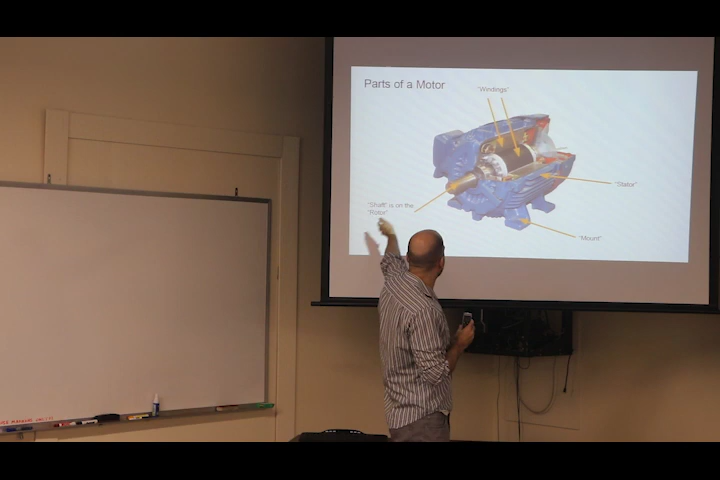 Parts of a Motor
"Windings"
"Stator"
"Shaft" is on the
"Rotor"
"Mount"